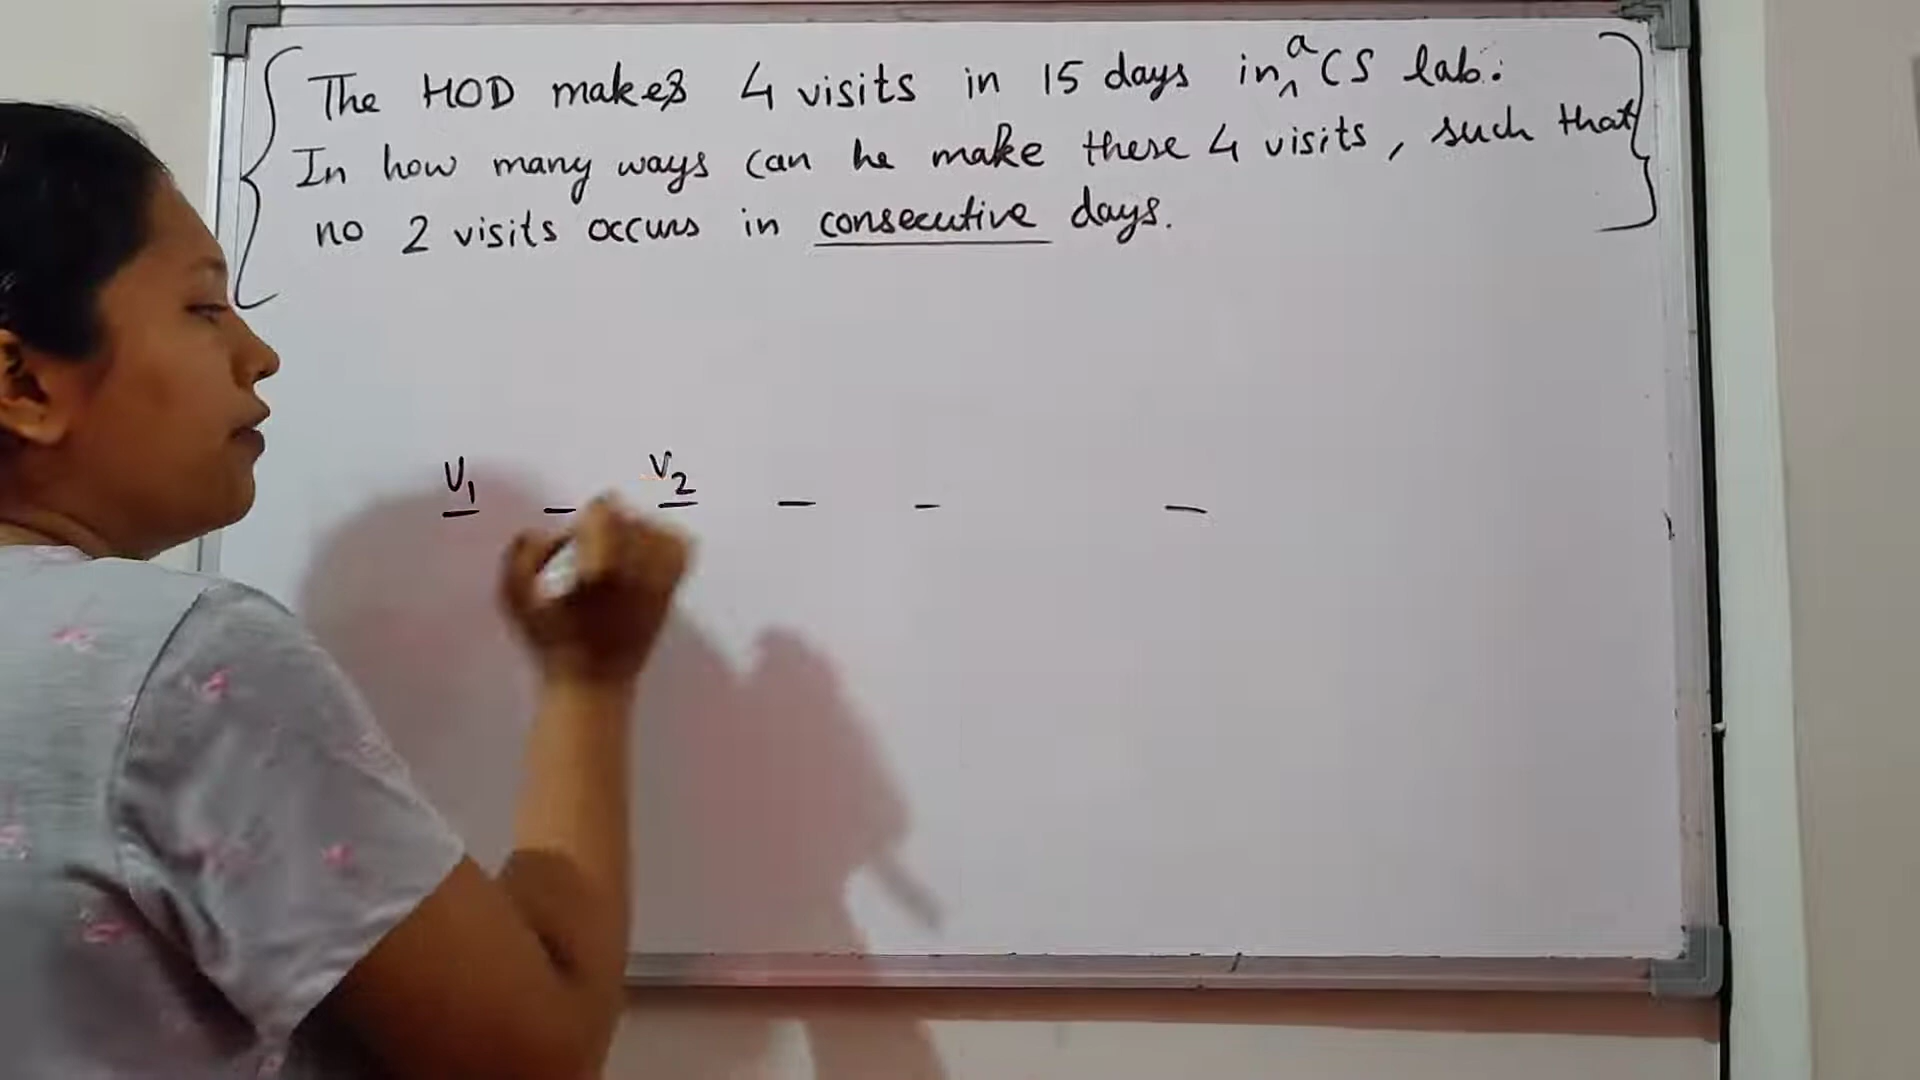 The HOD makes 4 visits in 15 days in a CS lab.
In how many ways can he make these 4 visits, such that
no 2 visits occurs in consecutive days.
V1 _ V2 _ _ _